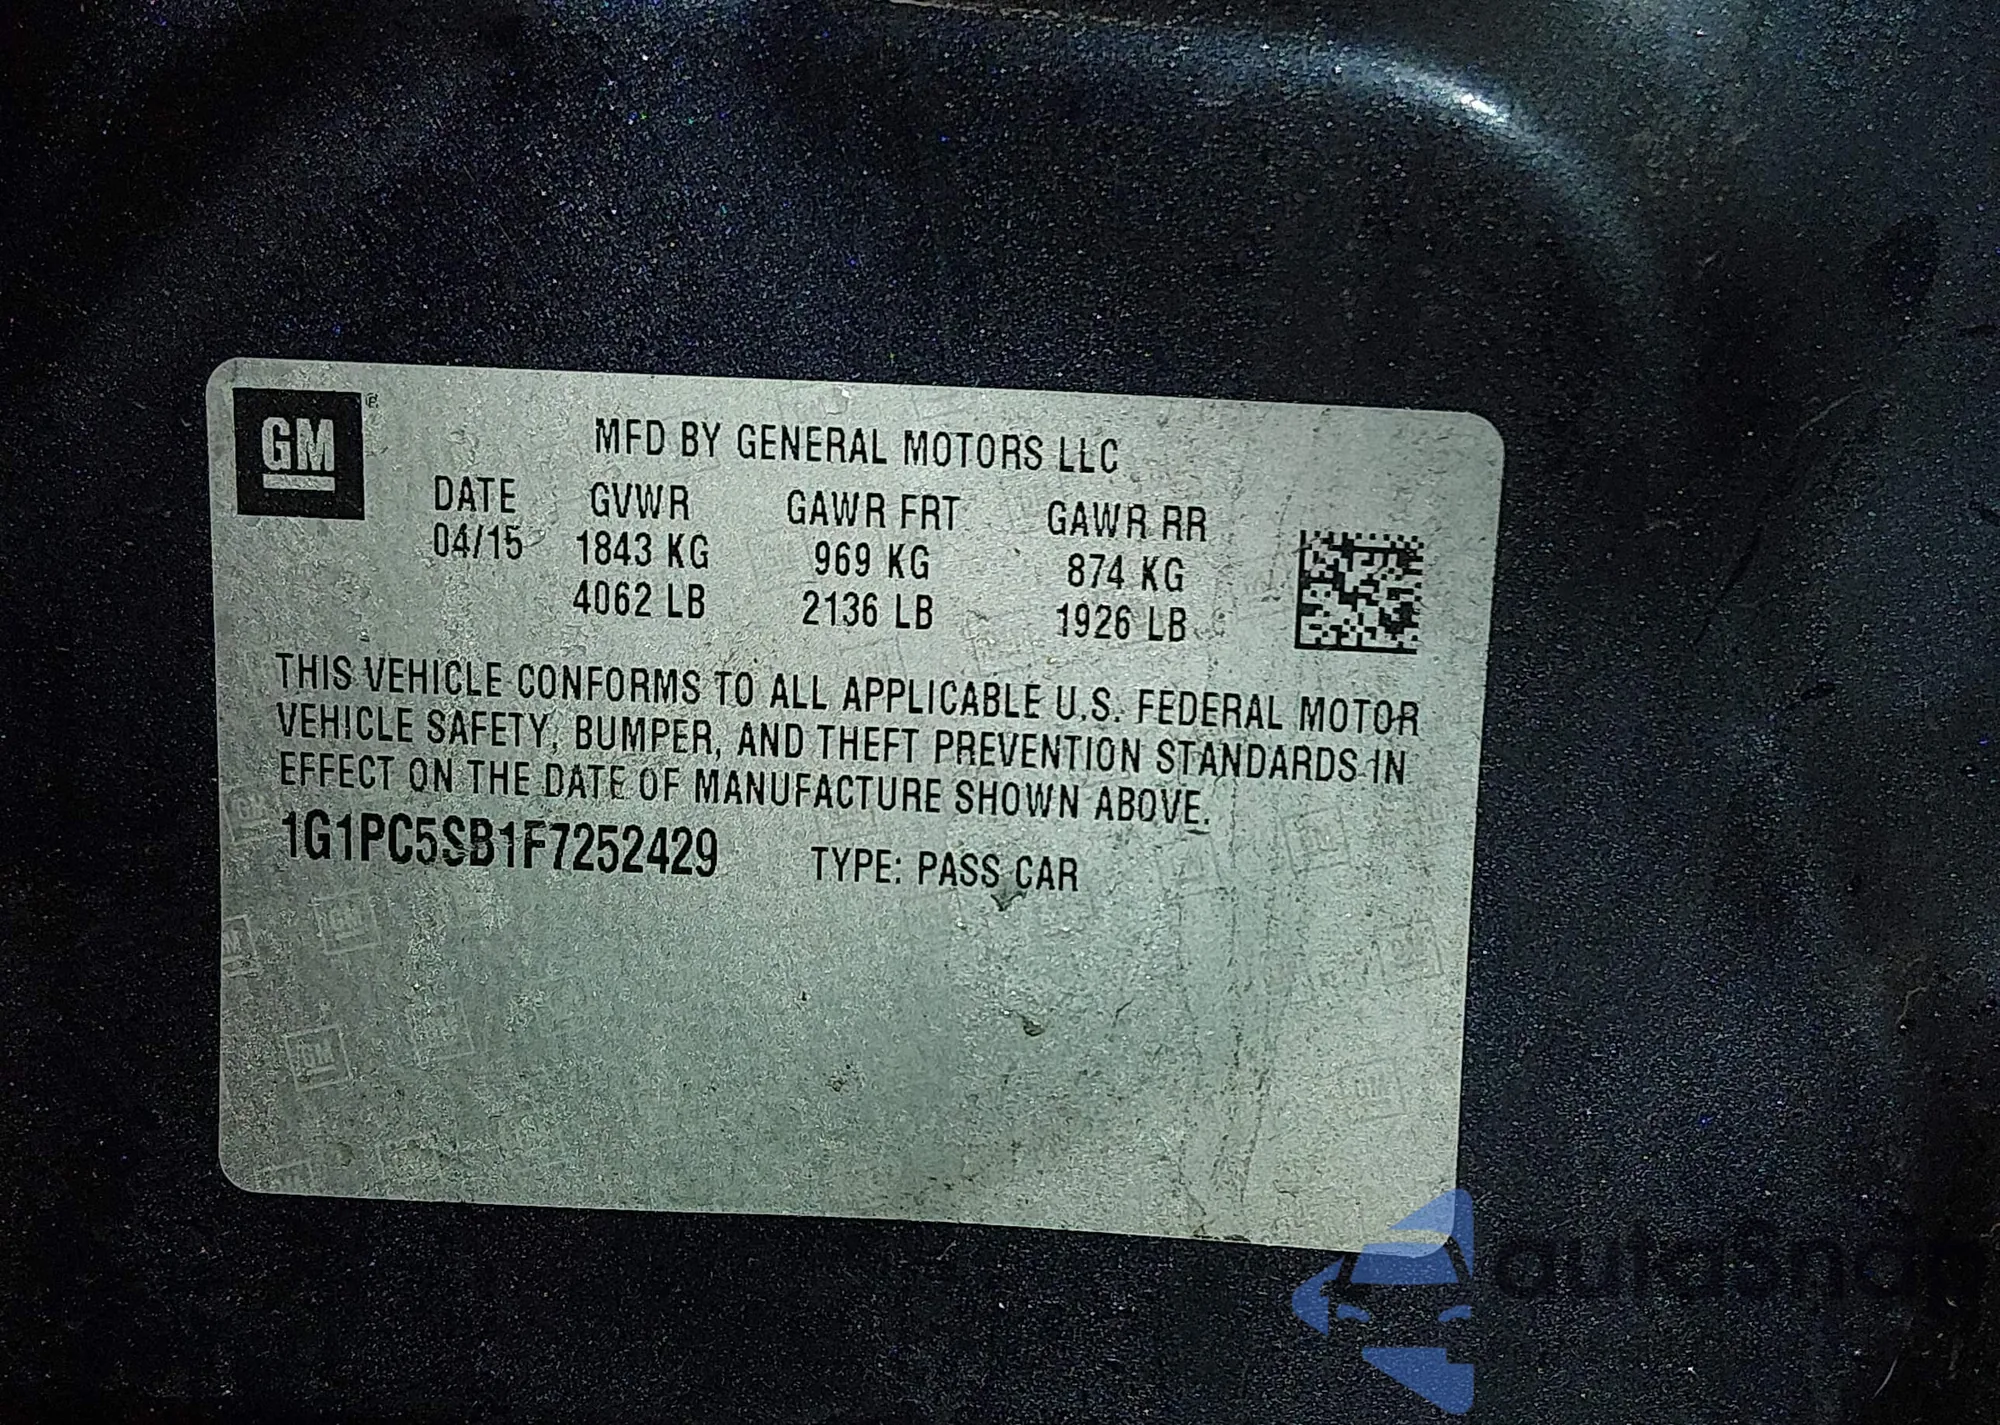 GM
MFD BY GENERAL MOTORS LLC
DATE GVWR GAWR FRT GAWR RR
04/15 1843 KG 969 KG 874 KG
4062 LB 2136 LB 1926 LB
THIS VEHICLE CONFORMS TO ALL APPLICABLE U.S. FEDERAL MOTOR
VEHICLE SAFETY, BUMPER, AND THEFT PREVENTION STANDARDS IN
EFFECT ON THE DATE OF MANUFACTURE SHOWN ABOVE.
1G1PC5SB1F7252429 TYPE: PASS CAR